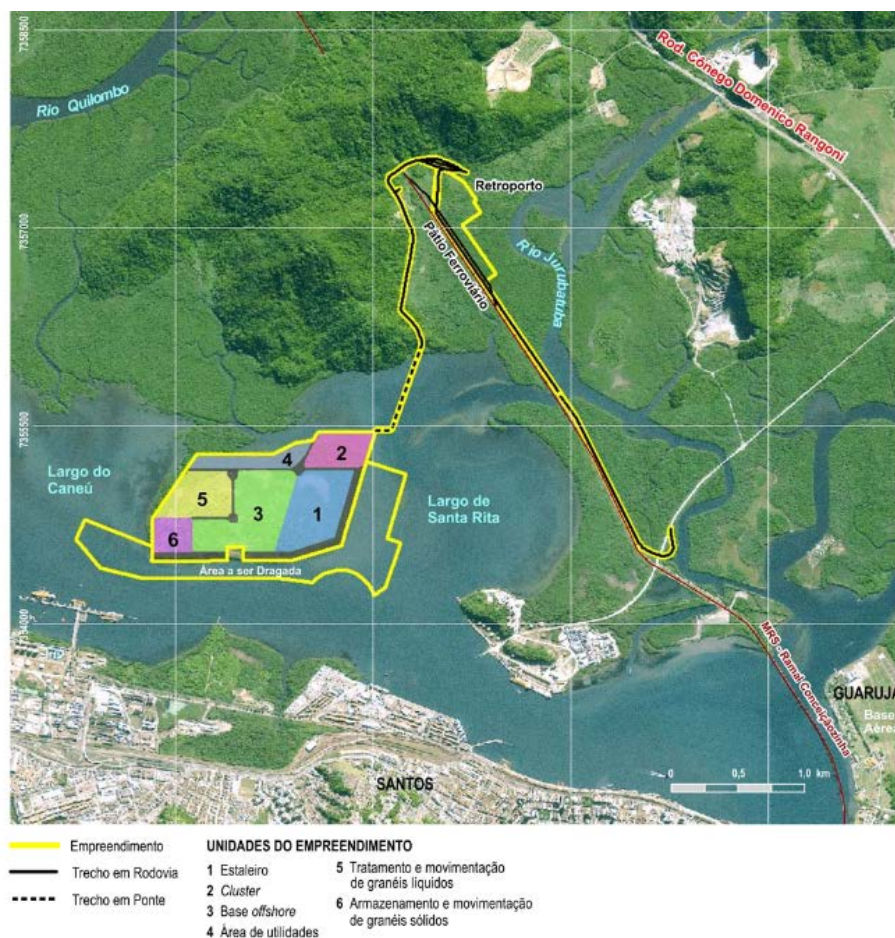 7358500
Rio Quilombo
Rod. Cônego Domenico Rangoni
Retroporto
7357000
Pátio Ferroviário
Rio Jurubatuba
7355500
Largo do
Caneú
4
2
5
3
1
6
Largo de
Santa Rita
Área a ser Dragada
7354000
MRS - Ramal Conceiçãozinha
GUARUJÁ
Base
Aérea
SANTOS
0 0,5 1,0 km
Empreendimento
Trecho em Rodovia
Trecho em Ponte
UNIDADES DO EMPREENDIMENTO
1 Estaleiro
2 Cluster
3 Base offshore
4 Área de utilidades
5 Tratamento e movimentação
de granéis líquidos
6 Armazenamento e movimentação
de granéis sólidos